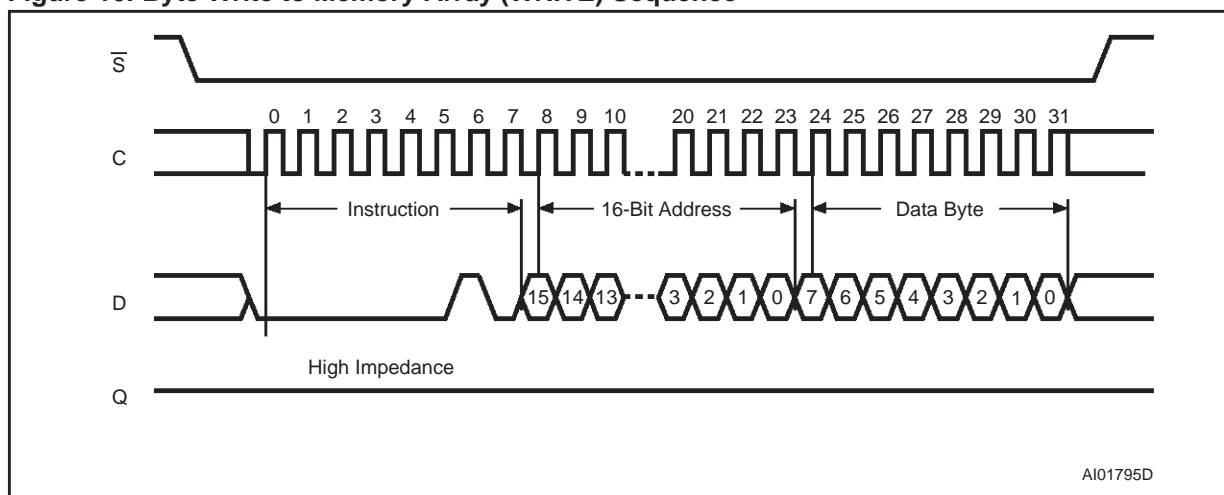 Figure Byte Write to Memory Array (WRITE) Sequence
S
0 1 2 3 4 5 6 7 8 9 10 20 21 22 23 24 25 26 27 28 29 30 31
C
Instruction 16-Bit Address Data Byte
D 15 14 13 3 2 1 0 7 6 5 4 3 2 1 0
High Impedance
Q
AI01795D